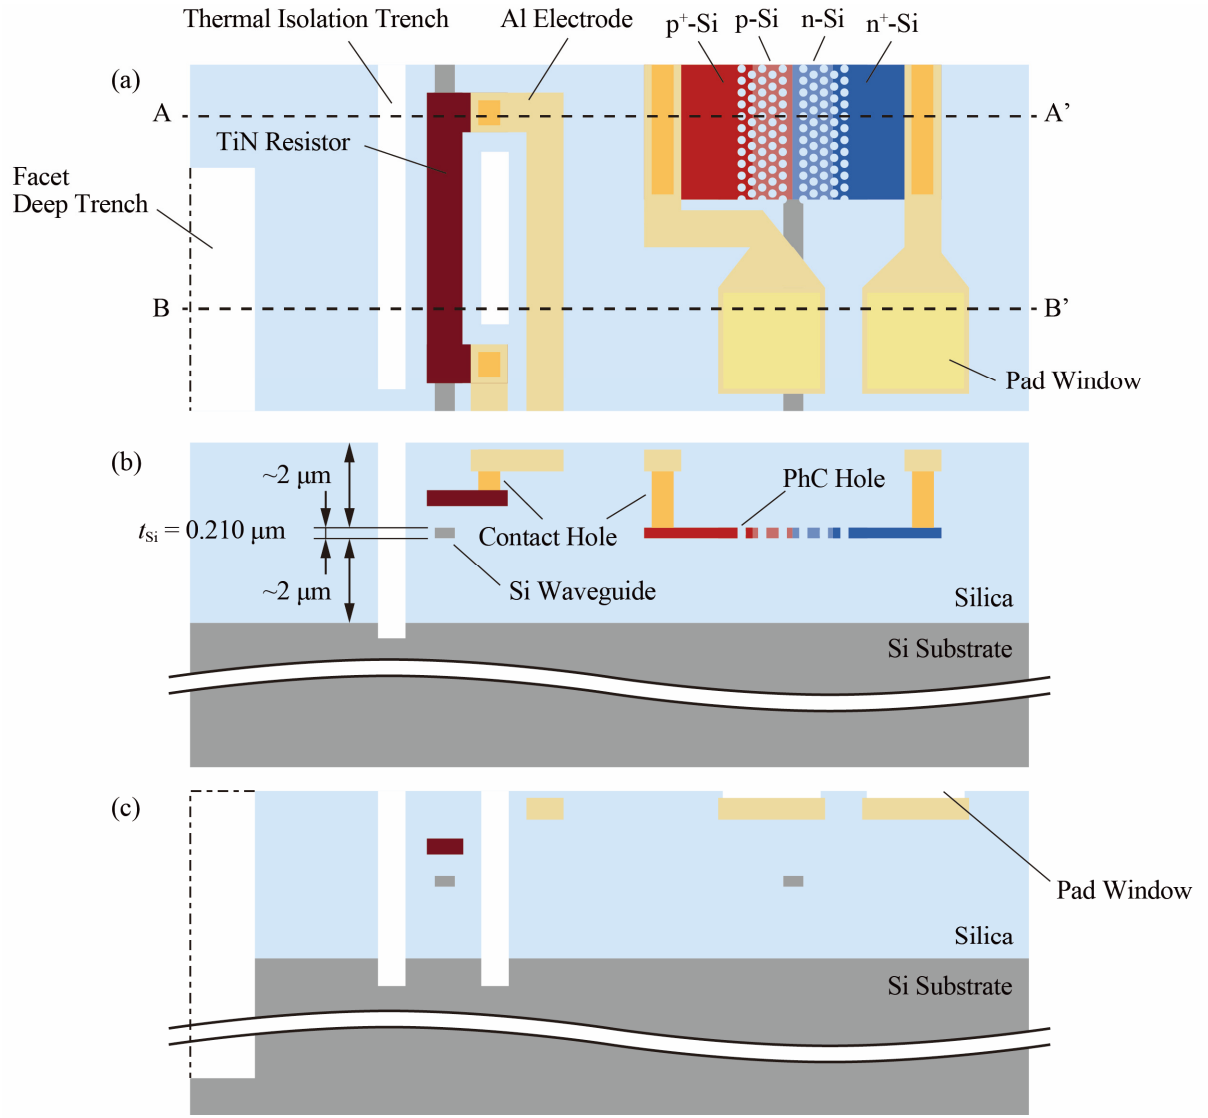 Thermal Isolation Trench
Al Electrode
p⁺-Si
p-Si
n-Si
n⁺-Si
(a)
A
A’
TiN Resistor
Facet
Deep Trench
B
B’
Pad Window
(b)
~2 μm
PhC Hole
tSi = 0.210 μm
Contact Hole
~2 μm
Si Waveguide
Silica
Si Substrate
(c)
Pad Window
Silica
Si Substrate